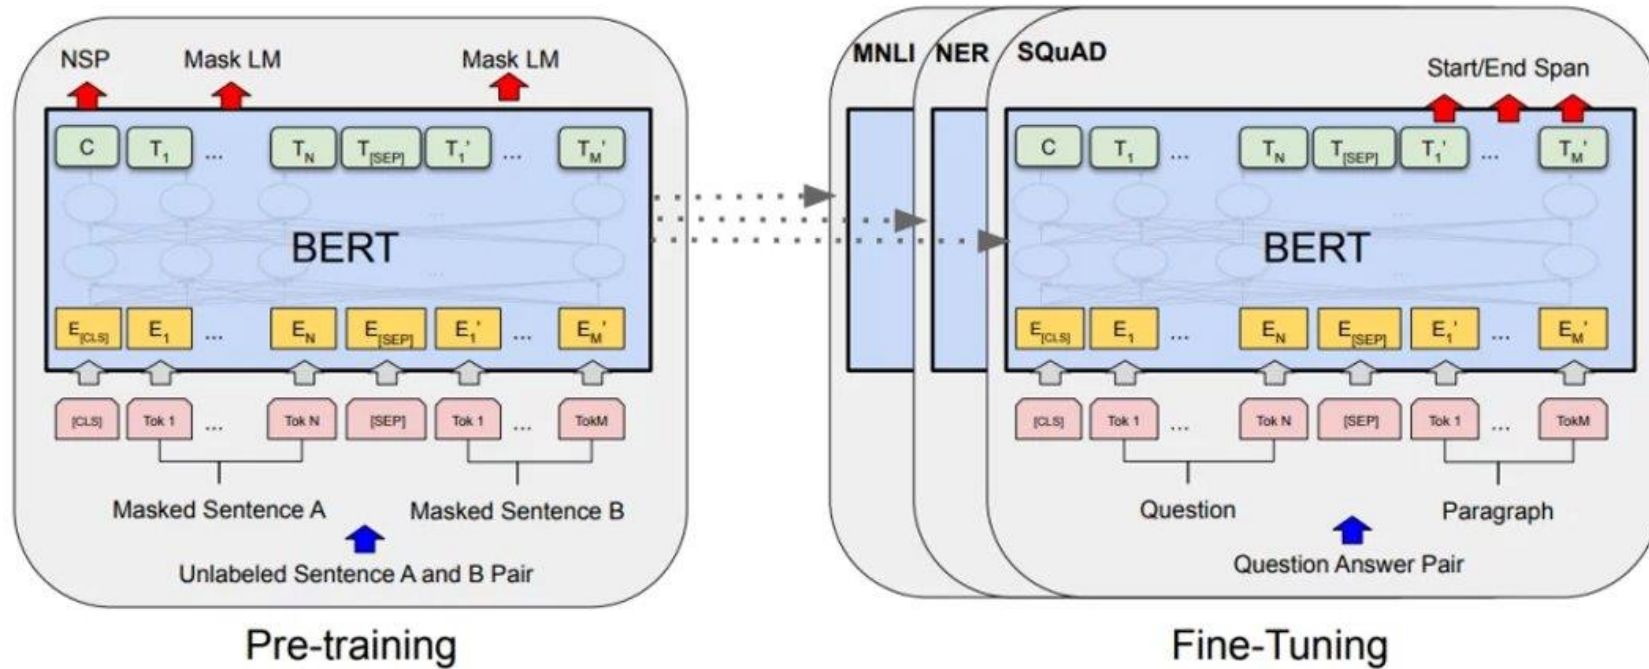 NSP Mask LM Mask LM
C T1 ... TN T[SEP] T1' ... TM'
...
BERT
...
E[CLS] E1 ... EN E[SEP] E1' ... EM'
[CLS] Tok 1 ... Tok N [SEP] Tok 1 ... TokM
Masked Sentence A Masked Sentence B
Unlabeled Sentence A and B Pair
Pre-training
MNLI NER SQuAD
Start/End Span
C T1 ... TN T[SEP] T1' ... TM'
...
BERT
...
E[CLS] E1 ... EN E[SEP] E1' ... EM'
[CLS] Tok 1 ... Tok N [SEP] Tok 1 ... TokM
Question Paragraph
Question Answer Pair
Fine-Tuning